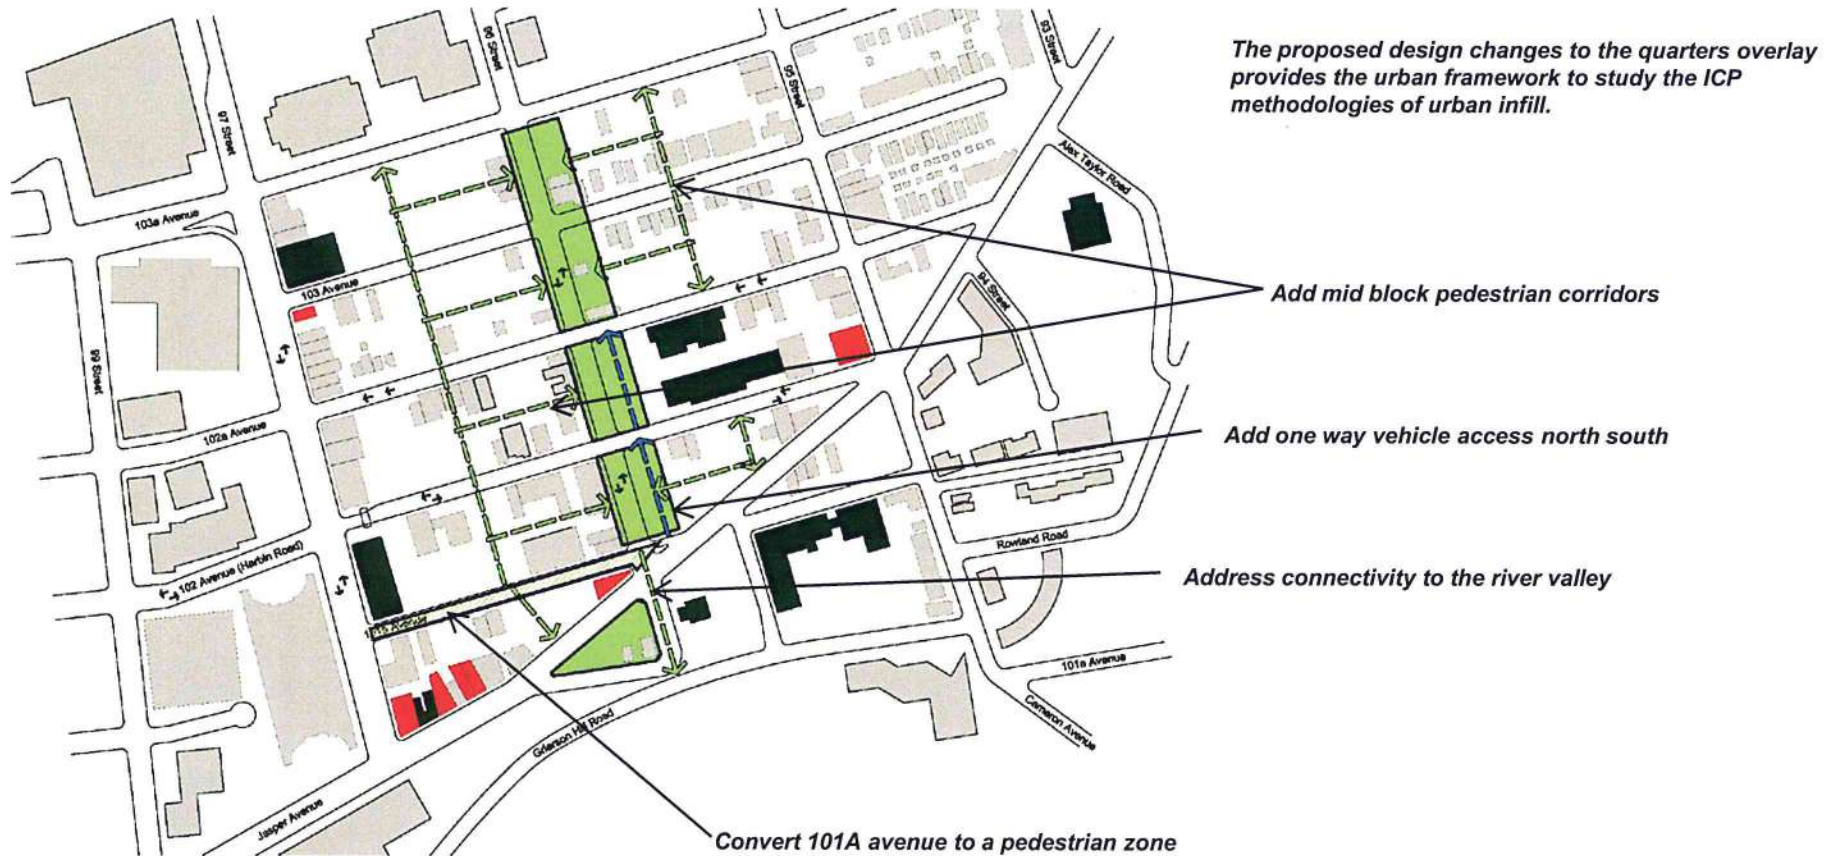 The proposed design changes to the quarters overlay
provides the urban framework to study the ICP
methodologies of urban infill.
96 Street
93 Street
95 Street
97 Street
Alex Taylor Road
103a Avenue
103 Avenue
94 Street
Add mid block pedestrian corridors
99 Street
102a Avenue
Add one way vehicle access north south
102 Avenue (Harbin Road)
Rowland Road
Address connectivity to the river valley
Avenue
101a Avenue
Cameron Avenue
Grierson Hill Road
Jasper Avenue
Convert 101A avenue to a pedestrian zone